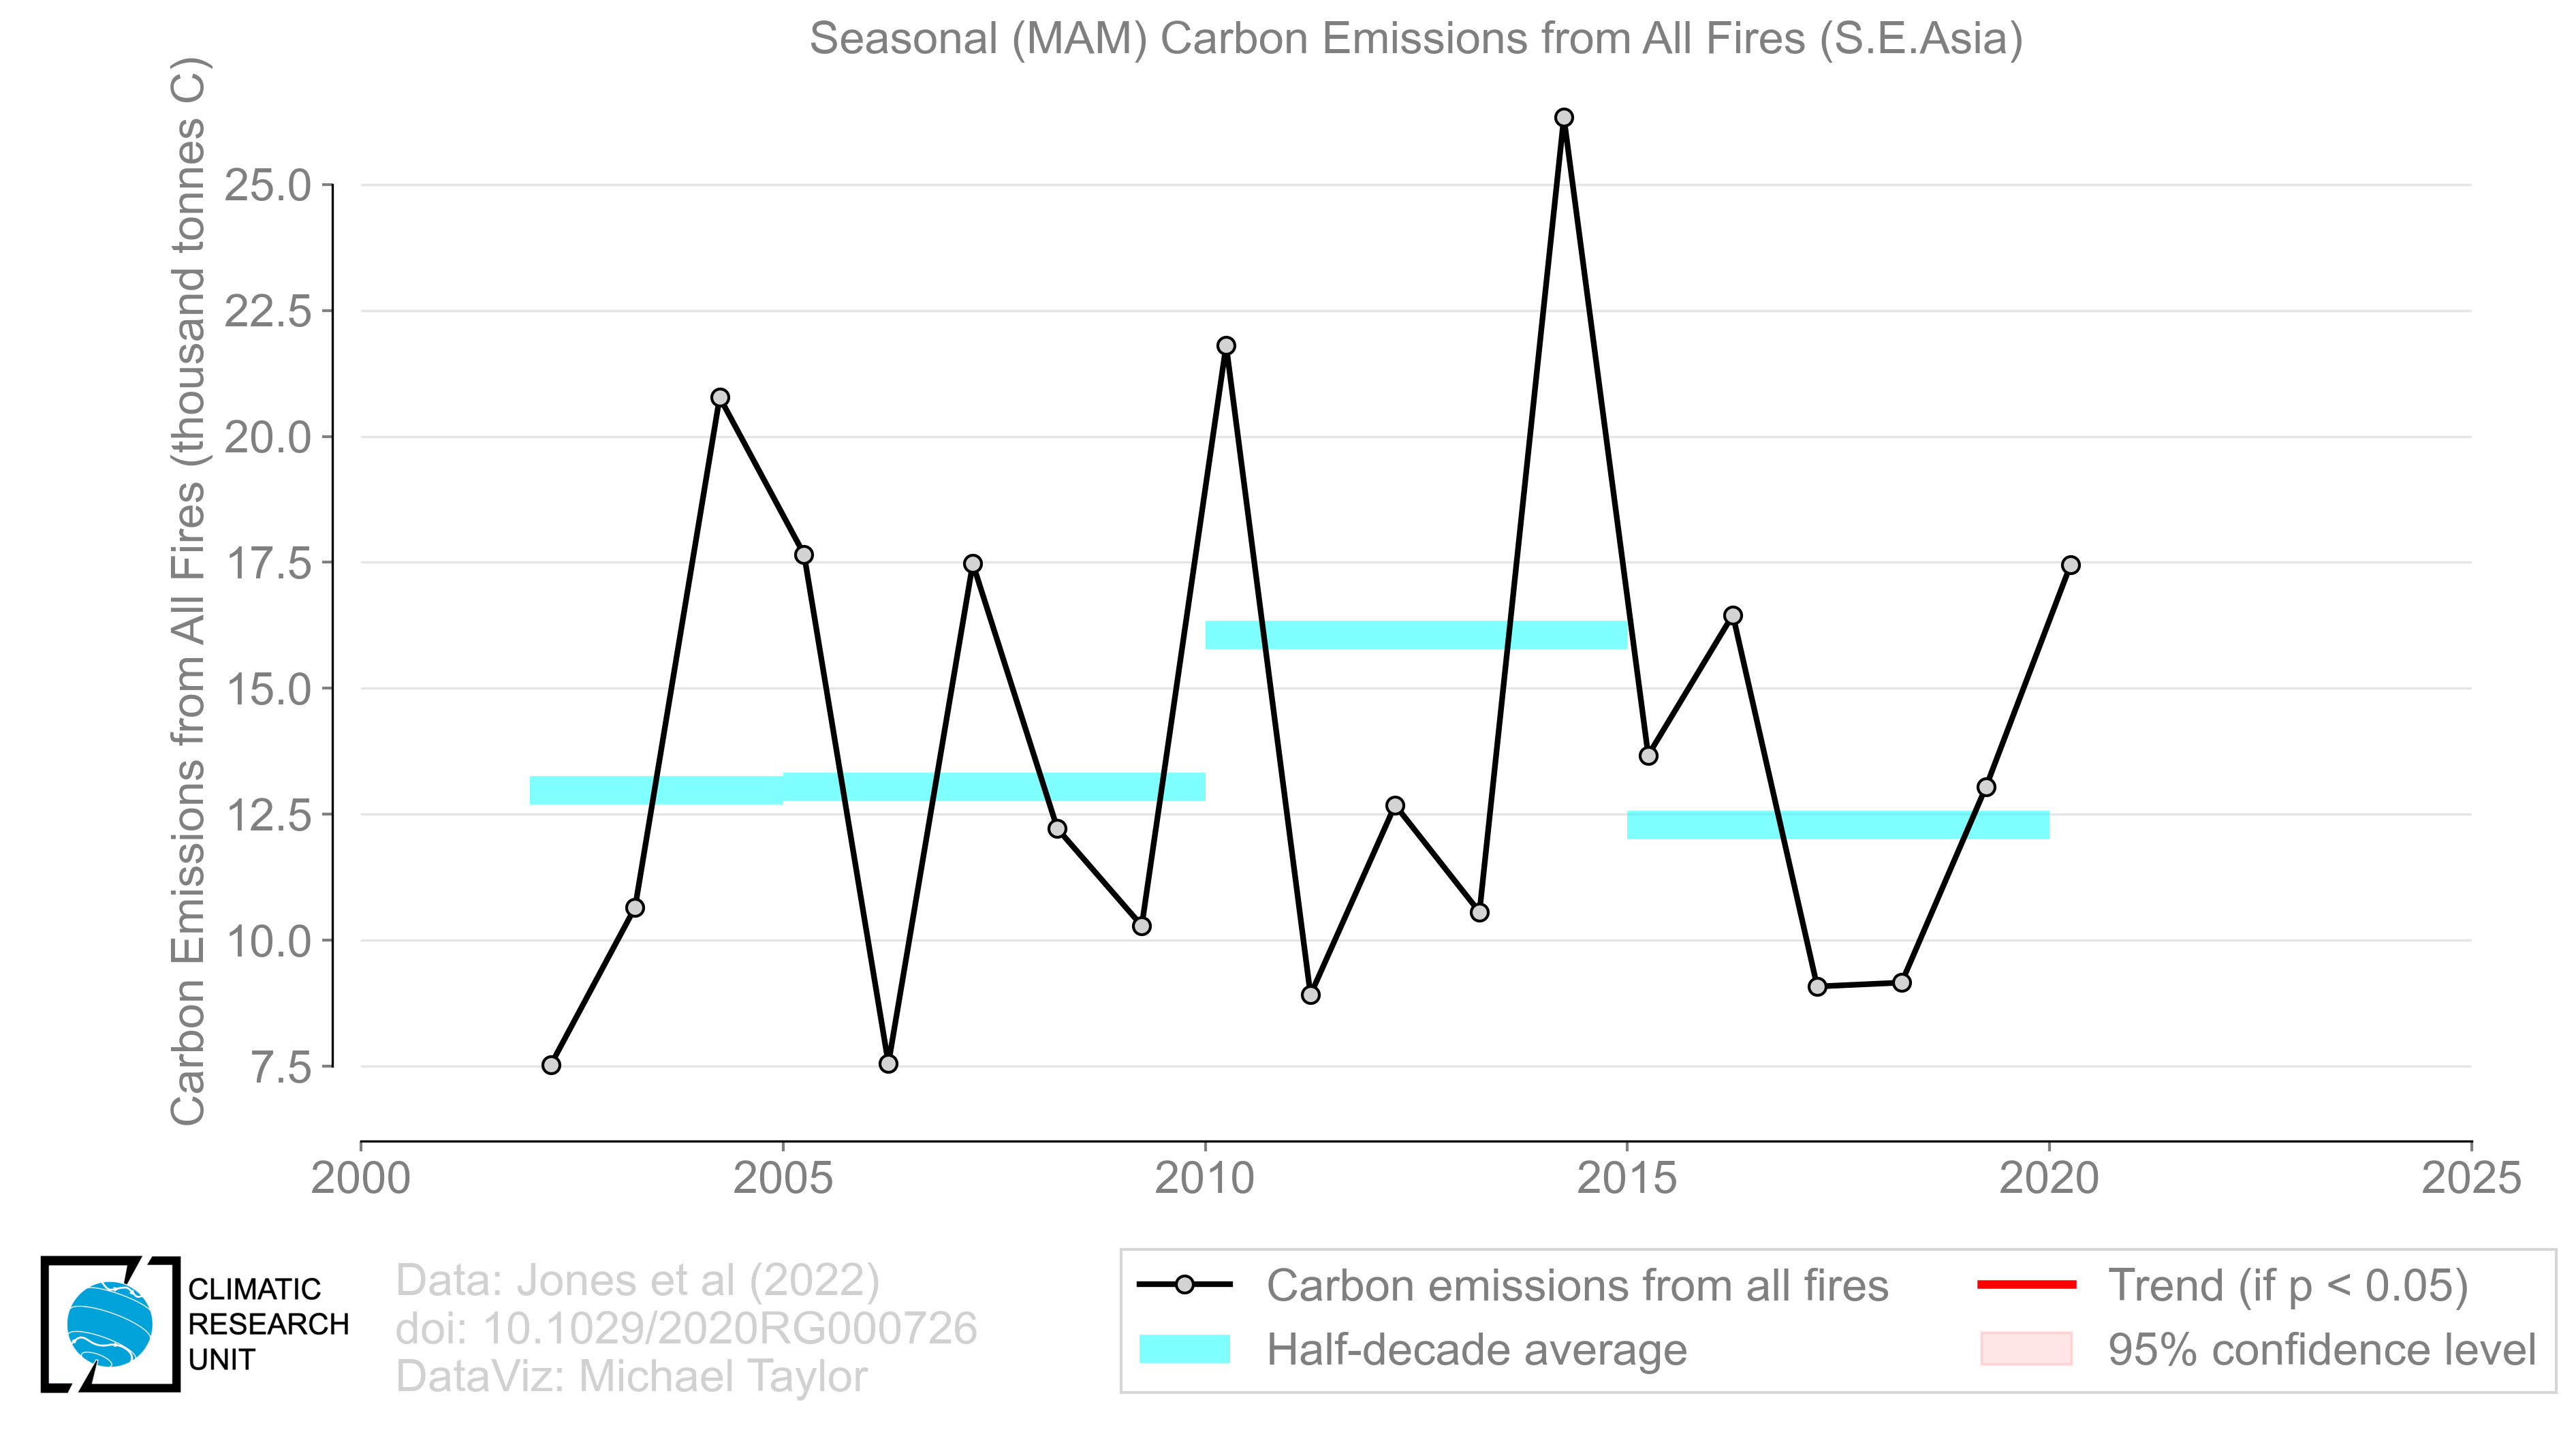 Seasonal (MAM) Carbon Emissions from All Fires (S.E.Asia)
Carbon Emissions from All Fires (thousand tonnes C)
25.0
22.5
20.0
17.5
15.0
12.5
10.0
7.5
2000
2005
2010
2015
2020
2025
CLIMATIC
RESEARCH
UNIT
Data: Jones et al (2022)
doi: 10.1029/2020RG000726
DataViz: Michael Taylor
Carbon emissions from all fires
Half-decade average
Trend (if p < 0.05)
95% confidence level